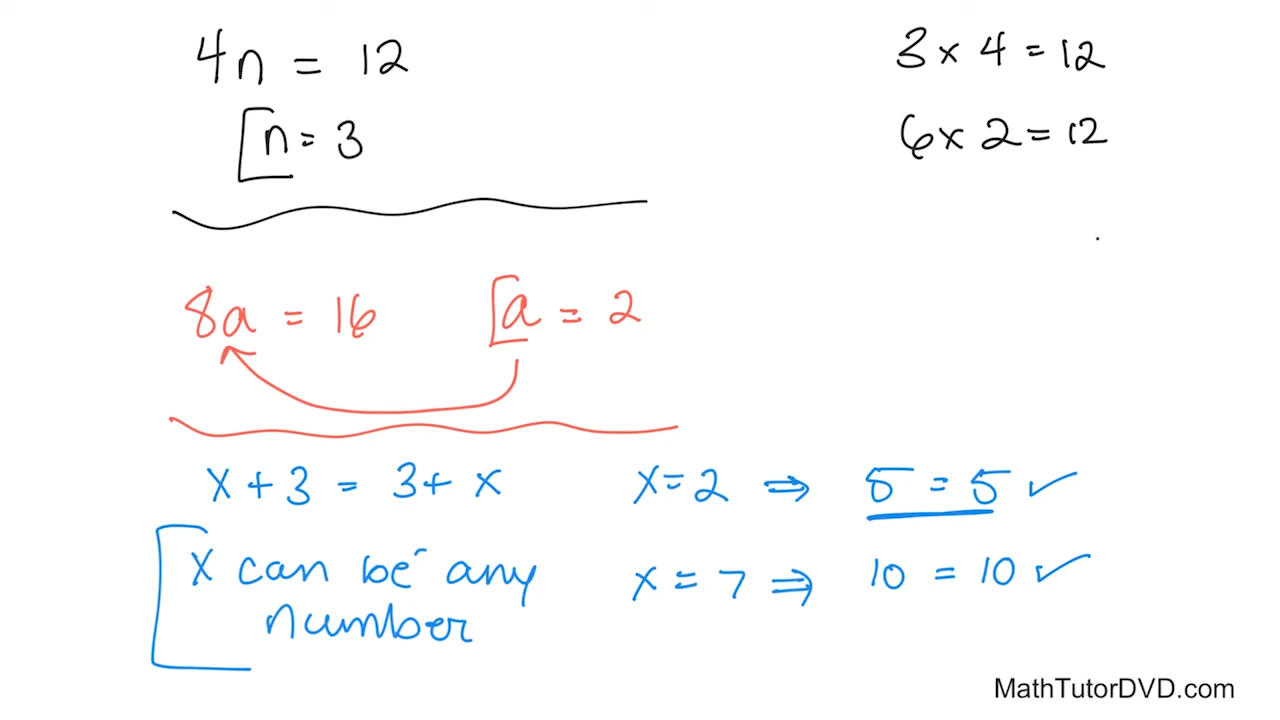 4n = 12
n = 3
3 x 4 = 12
6 x 2 = 12
8a = 16
a = 2
x + 3 = 3 + x
x = 2 ⇒ 5 = 5 ✓
x can be any
number
x = 7 ⇒ 10 = 10 ✓
MathTutorDVD.com